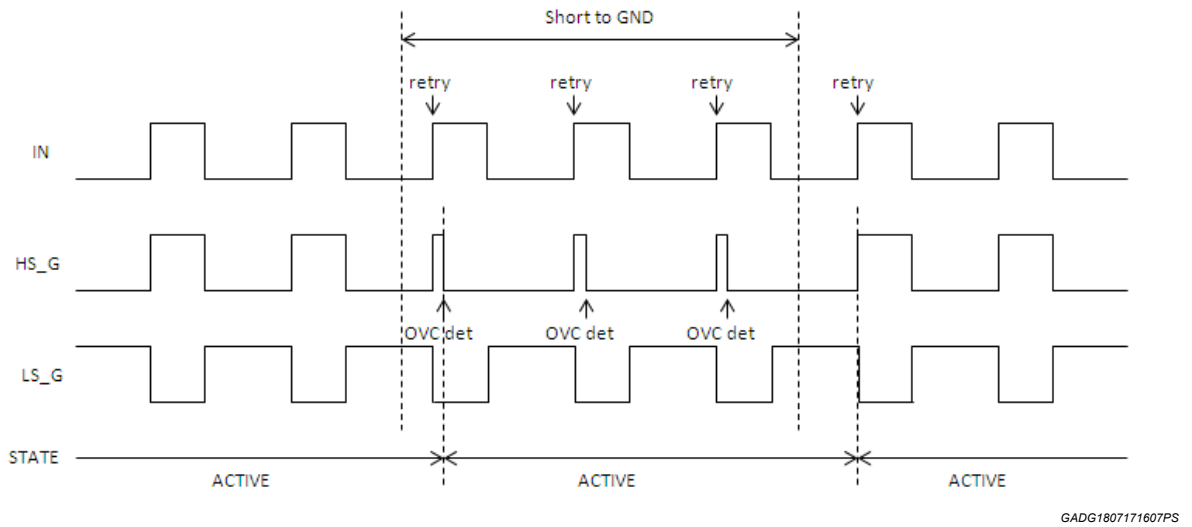 Short to GND
retry retry retry retry
IN
HS_G
OVC det OVC det OVC det
LS_G
STATE
ACTIVE ACTIVE ACTIVE
GADG1807171607PS